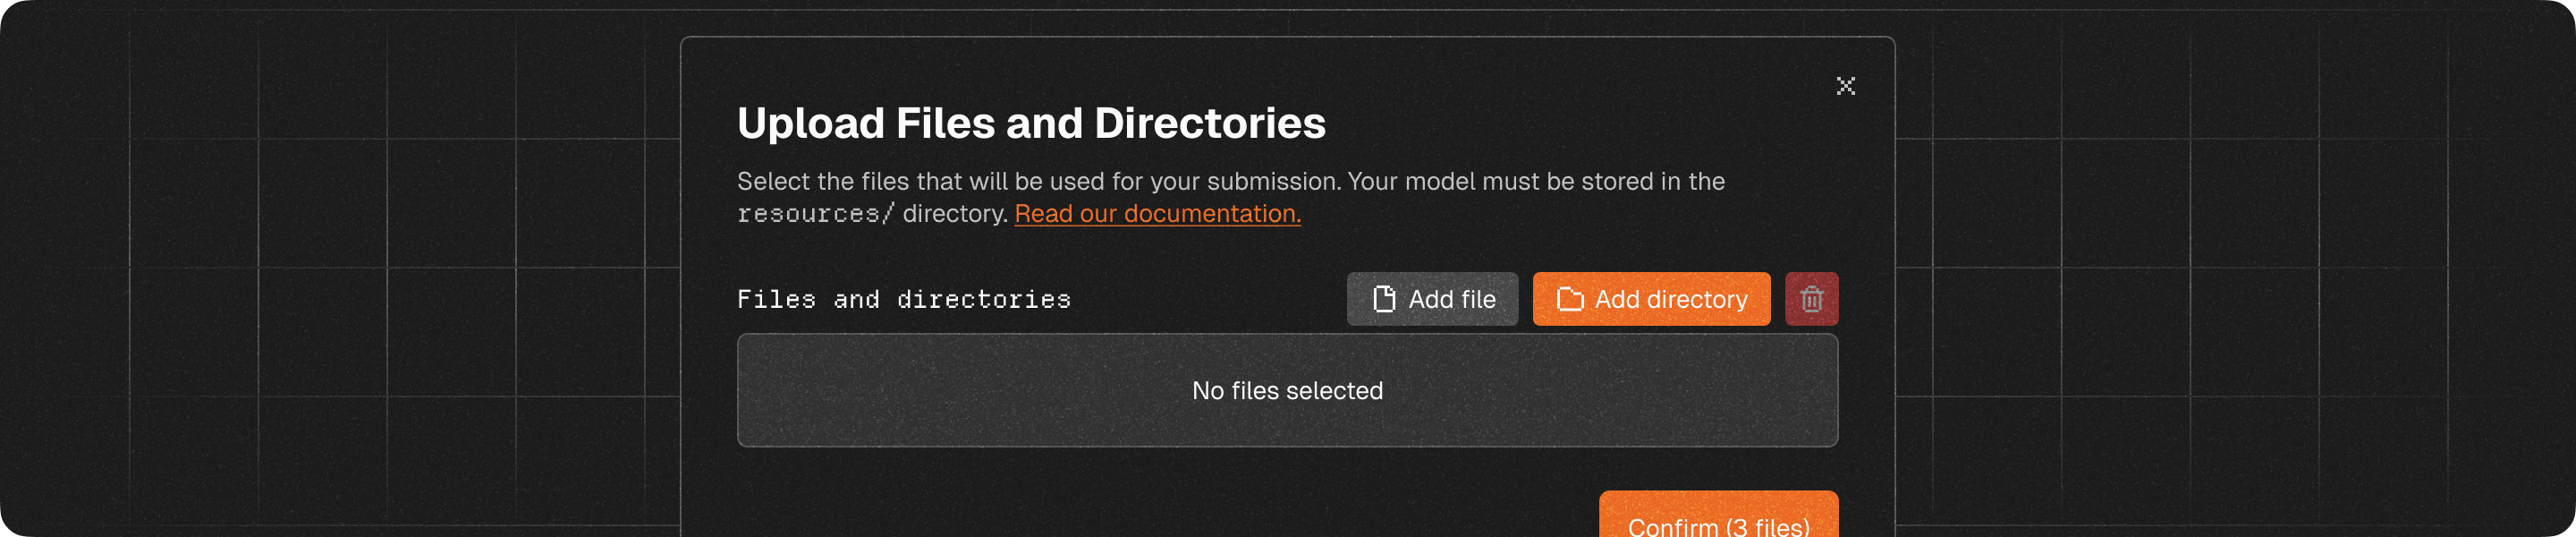 Upload Files and Directories
Select the files that will be used for your submission. Your model must be stored in the
resources/ directory. Read our documentation.
Files and directories
Add file
Add directory
No files selected
Confirm (3 files)